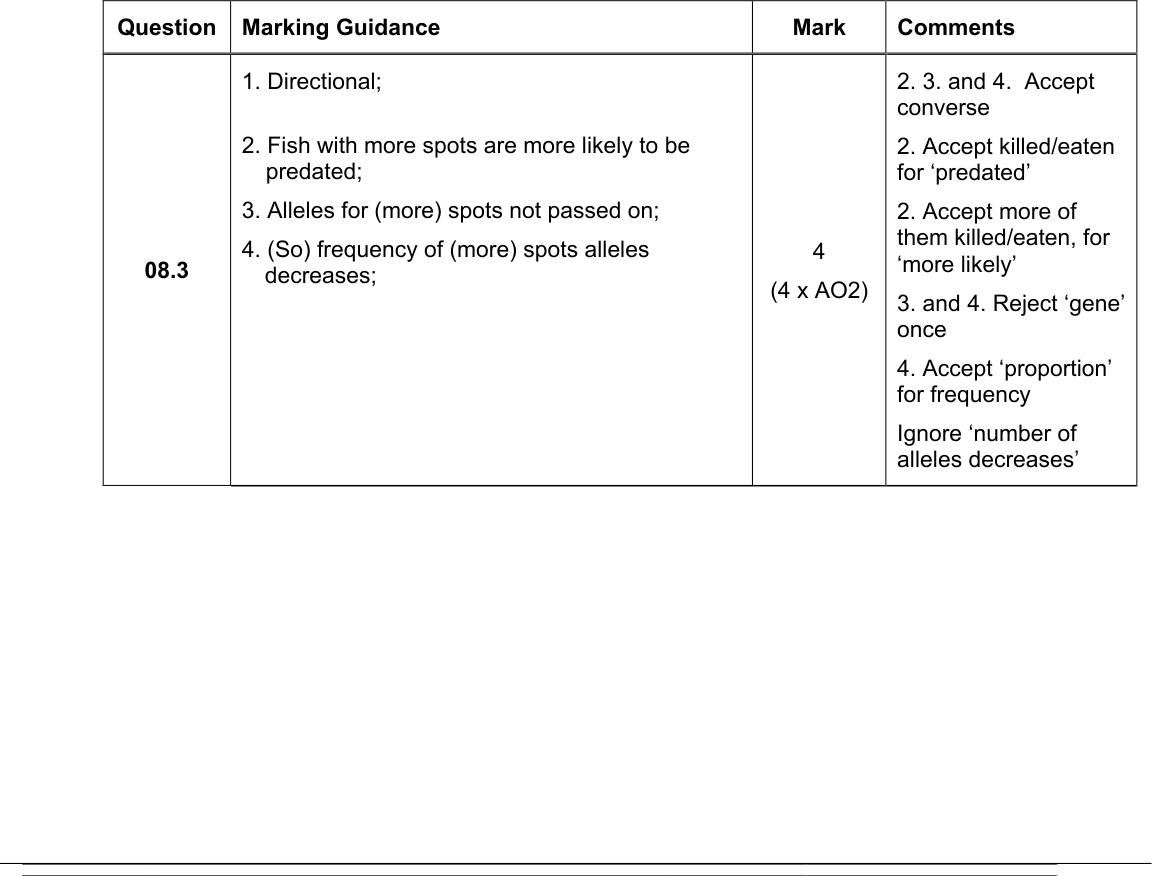 Question Marking Guidance Mark Comments
08.3
1. Directional;
2. Fish with more spots are more likely to be
predated;
3. Alleles for (more) spots not passed on;
4. (So) frequency of (more) spots alleles
decreases;
4
(4 x AO2)
2. 3. and 4. Accept
converse
2. Accept killed/eaten
for ‘predated’
2. Accept more of
them killed/eaten, for
‘more likely’
3. and 4. Reject ‘gene’
once
4. Accept ‘proportion’
for frequency
Ignore ‘number of
alleles decreases’